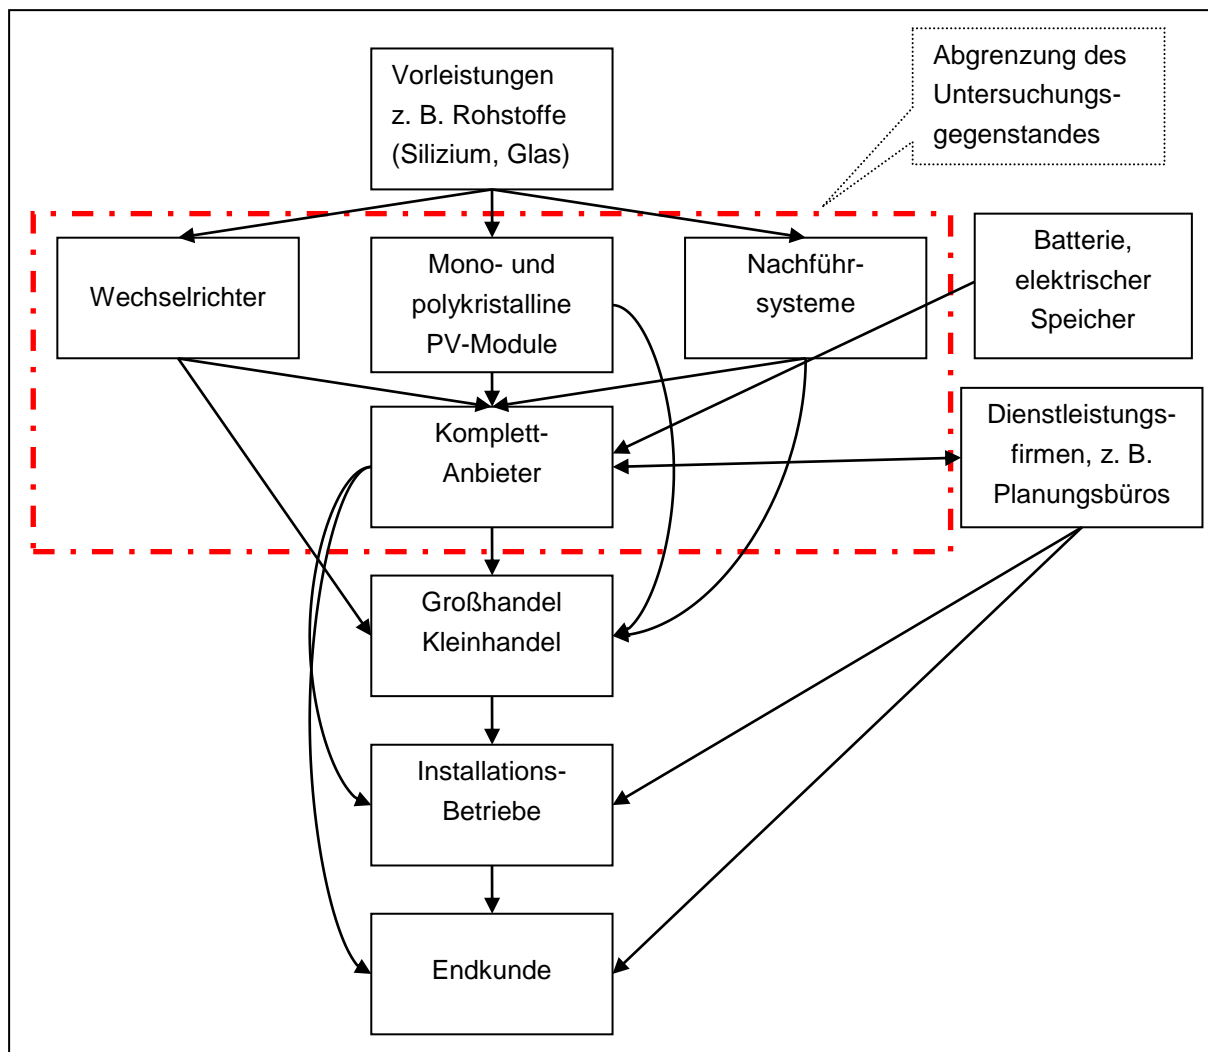 Vorleistungen
z. B. Rohstoffe
(Silizium, Glas)
Abgrenzung des
Untersuchungs-
gegenstandes
Wechselrichter
Mono- und
polykristalline
PV-Module
Nachführ-
systeme
Batterie,
elektrischer
Speicher
Komplett-
Anbieter
Dienstleistungs-
firmen, z. B.
Planungsbüros
Großhandel
Kleinhandel
Installations-
Betriebe
Endkunde